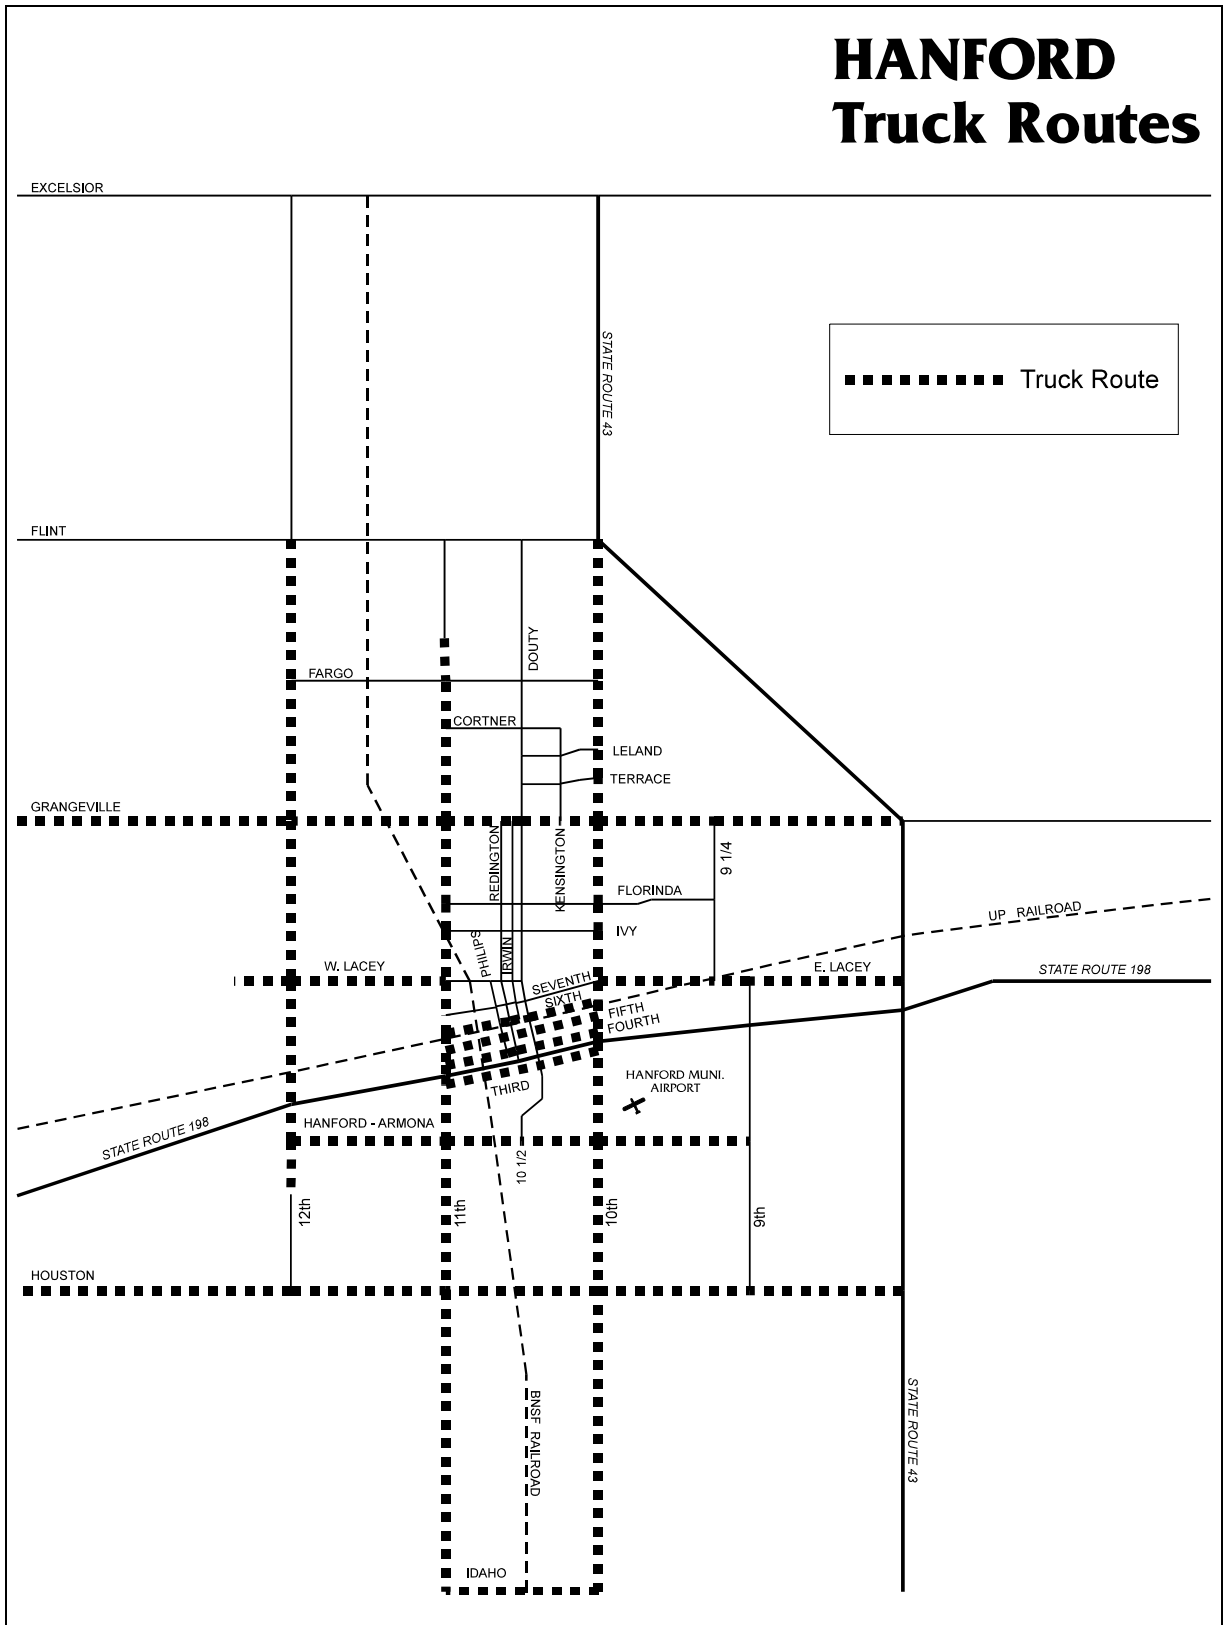 HANFORD
Truck Routes
EXCELSIOR
STATE ROUTE 43
Truck Route
FLINT
DOUTY
FARGO
CORTNER
LELAND
TERRACE
GRANGEVILLE
REDINGTON
KENSINGTON
9 1/4
FLORINDA
UP RAILROAD
IVY
PHILIPS
IRWIN
W. LACEY
E. LACEY
STATE ROUTE 198
SEVENTH
SIXTH
FIFTH
FOURTH
HANFORD MUNI.
AIRPORT
THIRD
STATE ROUTE 198
HANFORD - ARMONA
10 1/2
12th
11th
10th
9th
HOUSTON
BNSF RAILROAD
STATE ROUTE 43
IDAHO